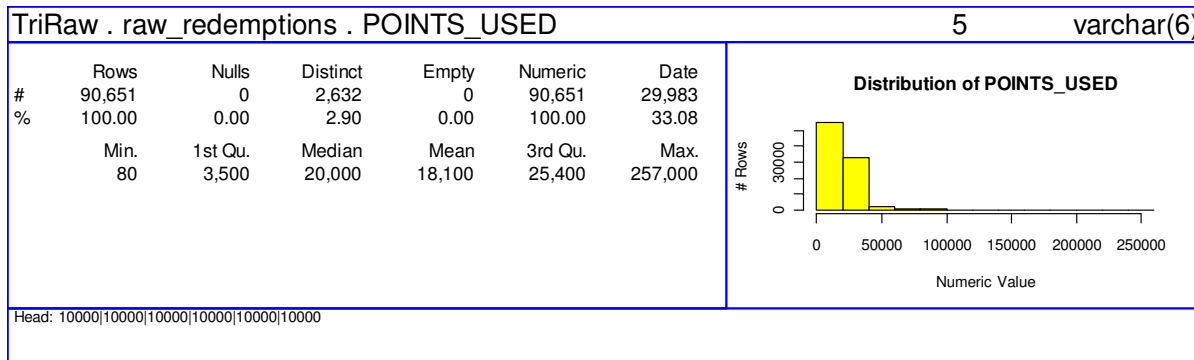 TriRaw . raw_redemptions . POINTS_USED 5 varchar(6)
Rows Nulls Distinct Empty Numeric Date
# 90,651 0 2,632 0 90,651 29,983
% 100.00 0.00 2.90 0.00 100.00 33.08
Min. 1st Qu. Median Mean 3rd Qu. Max.
80 3,500 20,000 18,100 25,400 257,000
Distribution of POINTS_USED
# Rows
30000
0
0 50000 100000 150000 200000 250000
Numeric Value
Head: 10000|10000|10000|10000|10000|10000